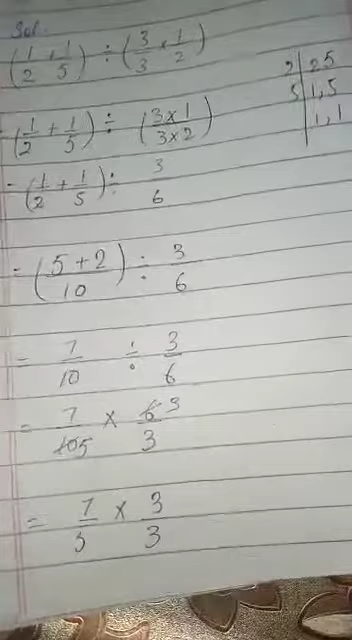 Sol.
(1/2 + 1/5) ÷ (3/3 × 1/2)
= (1/2 + 1/5) ÷ (3×1/3×2)
= (1/2 + 1/5) ÷ 3/6
= (5+2/10) ÷ 3/6
= 7/10 ÷ 3/6
= 7/10 5 × 6 3/3
= 7/5 × 3/3
2 | 2 5
5 | 1, 5
| 1, 1